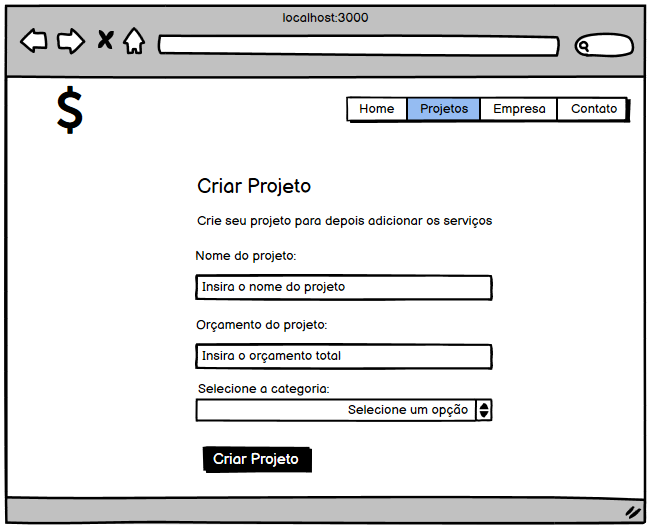 localhost:3000
$
Home Projetos Empresa Contato
Criar Projeto
Crie seu projeto para depois adicionar os serviços
Nome do projeto:
Insira o nome do projeto
Orçamento do projeto:
Insira o orçamento total
Selecione a categoria:
Selecione um opção
Criar Projeto